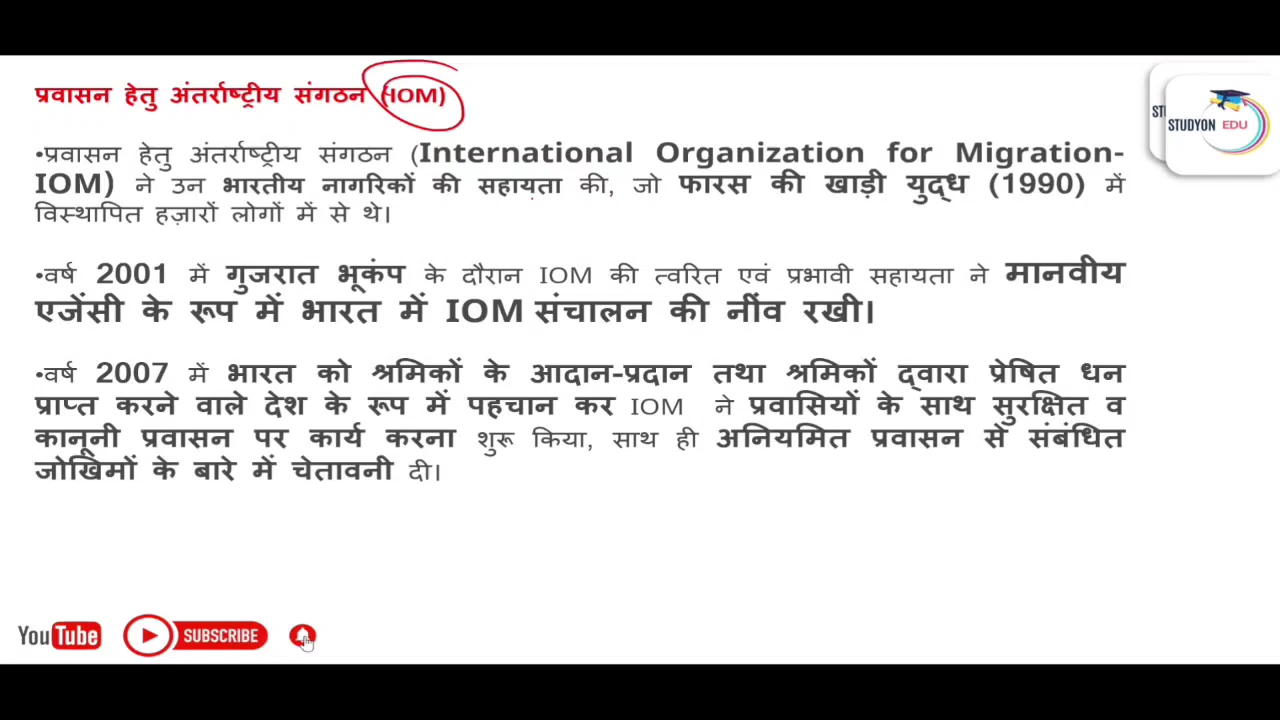 प्रवासन हेतु अंतर्राष्ट्रीय संगठन (IOM)
STUDYON EDU
•प्रवासन हेतु अंतर्राष्ट्रीय संगठन (International Organization for Migration-
IOM) ने उन भारतीय नागरिकों की सहायता की, जो फारस की खाड़ी युद्ध (1990) में
विस्थापित हज़ारों लोगों में से थे।
•वर्ष 2001 में गुजरात भूकंप के दौरान IOM की त्वरित एवं प्रभावी सहायता ने मानवीय
एजेंसी के रूप में भारत में IOM संचालन की नींव रखी।
•वर्ष 2007 में भारत को श्रमिकों के आदान-प्रदान तथा श्रमिकों द्वारा प्रेषित धन
प्राप्त करने वाले देश के रूप में पहचान कर IOM ने प्रवासियों के साथ सुरक्षित व
कानूनी प्रवासन पर कार्य करना शुरू किया, साथ ही अनियमित प्रवासन से संबंधित
जोखिमों के बारे में चेतावनी दी।
YouTube SUBSCRIBE